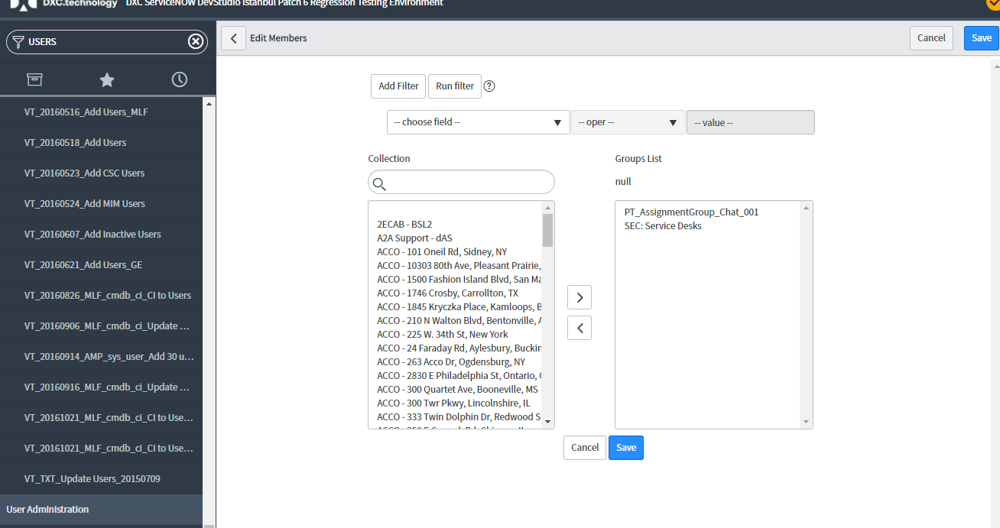 DXC.technology DXC ServiceNOW DevStudio Istanbul Patch 6 Regression Testing Environment
USERS
VT_20160516_Add Users_MLF
VT_20160518_Add Users
VT_20160523_Add CSC Users
VT_20160524_Add MIM Users
VT_20160607_Add Inactive Users
VT_20160621_Add Users_GE
VT_20160826_MLF_cmdb_ci_CI to Users
VT_20160906_MLF_cmdb_ci_Update ...
VT_20160914_AMP_sys_user_Add 30 u...
VT_20160916_MLF_cmdb_ci_Update ...
VT_20161021_MLF_cmdb_ci_CI to Use...
VT_20161021_MLF_cmdb_ci_CI to Use...
VT_TXT_Update Users_20150709
User Administration
Edit Members
Cancel Save
Add Filter Run filter ?
-- choose field -- -- oper -- -- value --
Collection
2ECAB - BSL2
A2A Support - dAS
ACCO - 101 Oneil Rd, Sidney, NY
ACCO - 10303 80th Ave, Pleasant Prairie,
ACCO - 1500 Fashion Island Blvd, San Ma
ACCO - 1746 Crosby, Carrollton, TX
ACCO - 1845 Kryczka Place, Kamloops, B
ACCO - 210 N Walton Blvd, Bentonville, A
ACCO - 225 W. 34th St, New York
ACCO - 24 Faraday Rd, Aylesbury, Buckin
ACCO - 263 Acco Dr, Ogdensburg, NY
ACCO - 2830 E Philadelphia St, Ontario,
ACCO - 300 Quartet Ave, Booneville, MS
ACCO - 300 Twr Pkwy, Lincolnshire, IL
ACCO - 333 Twin Dolphin Dr, Redwood S
Groups List
null
PT_AssignmentGroup_Chat_001
SEC: Service Desks
Cancel Save